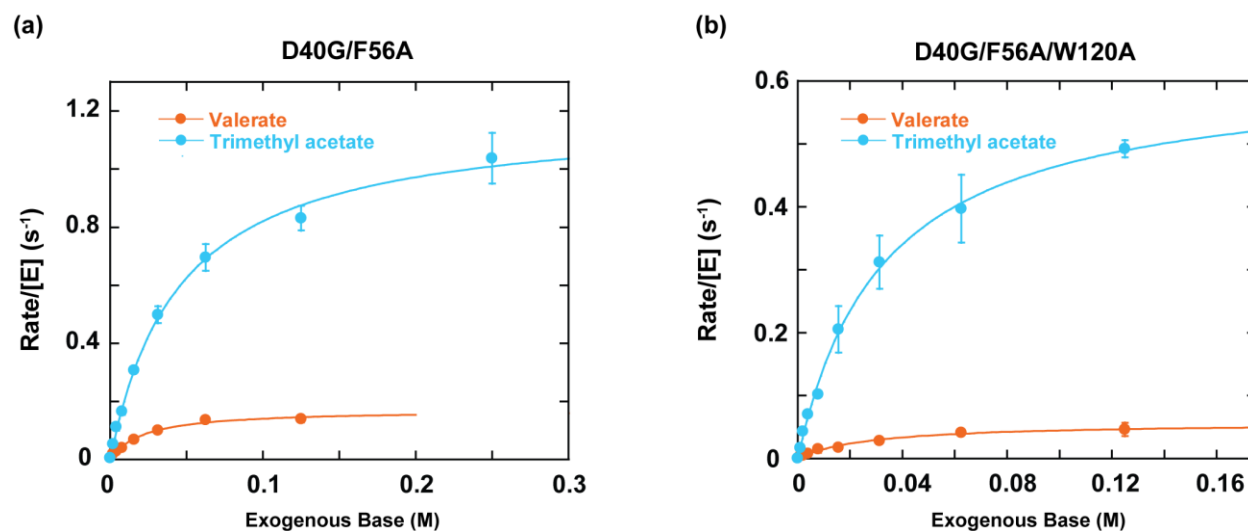 (a)
D40G/F56A
Rate/[E] (s⁻¹)
1.2
0.8
0.4
0
Valerate
Trimethyl acetate
0
0.1
0.2
0.3
Exogenous Base (M)
(b)
D40G/F56A/W120A
Rate/[E] (s⁻¹)
0.6
0.4
0.2
0
Valerate
Trimethyl acetate
0
0.04
0.08
0.12
0.16
Exogenous Base (M)